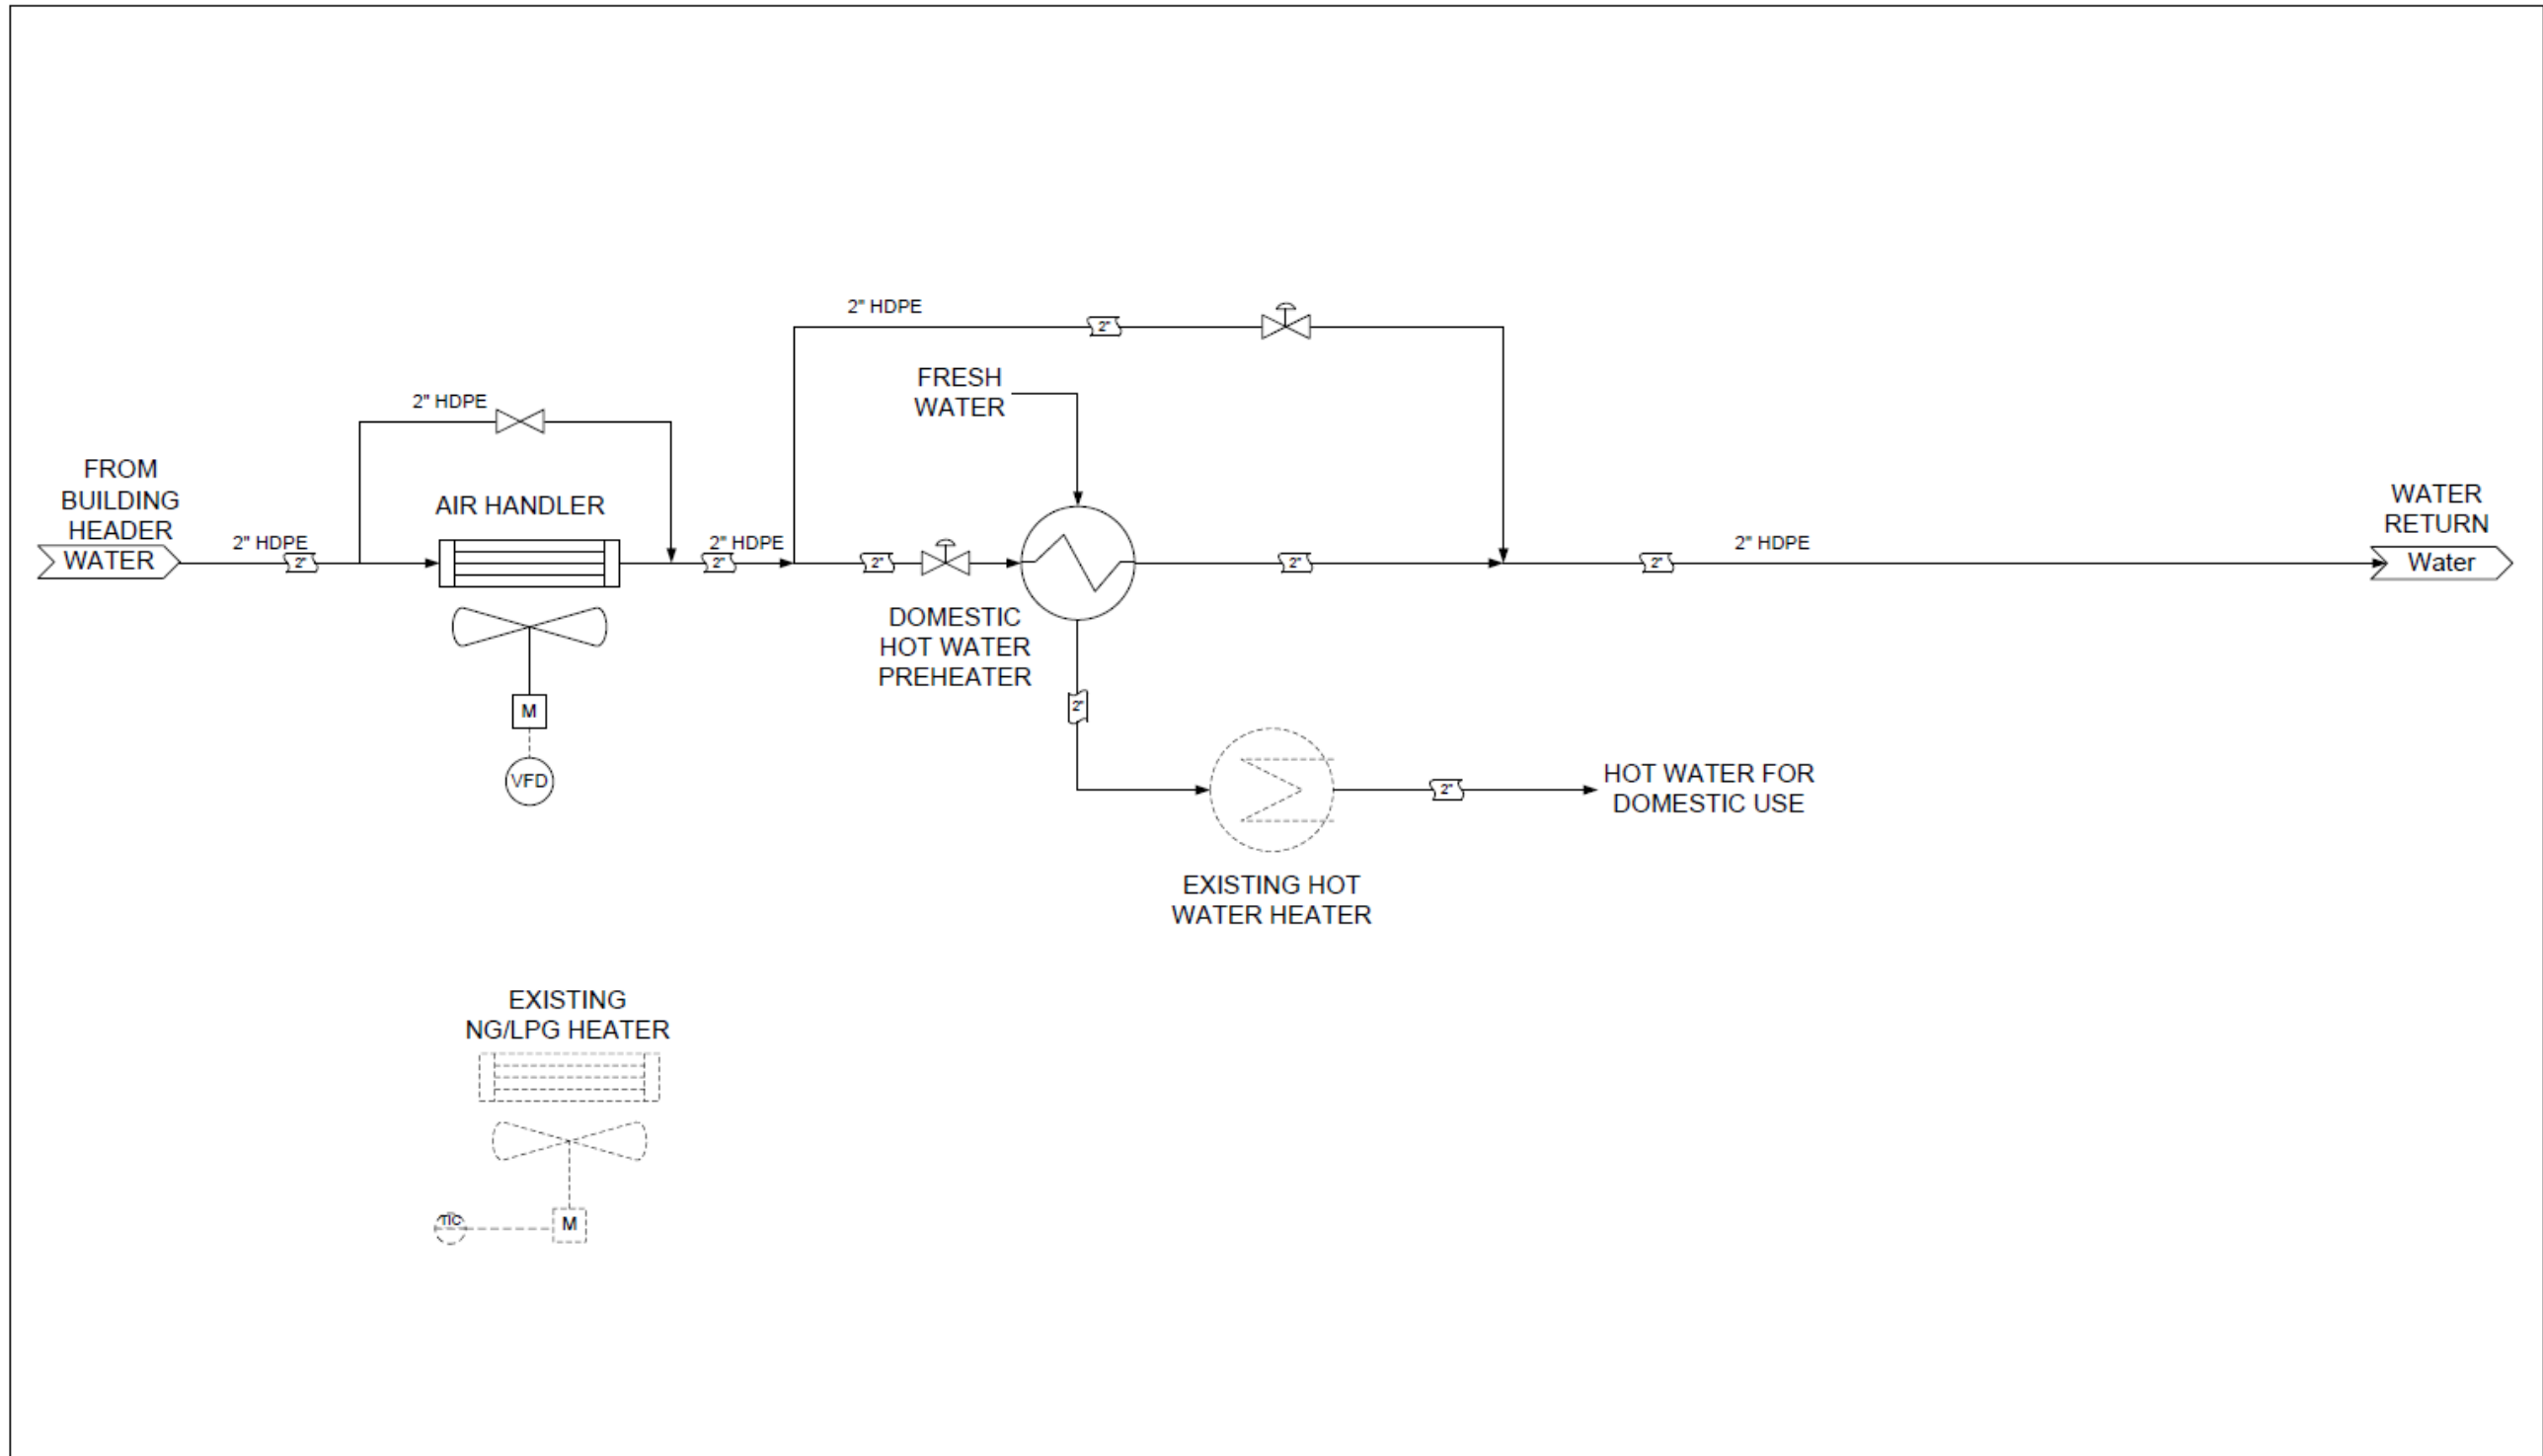 2" HDPE
2"
FRESH
WATER
2" HDPE
FROM
BUILDING
HEADER
WATER
2" HDPE
2"
AIR HANDLER
2" HDPE
2"
2"
2"
2"
2" HDPE
WATER
RETURN
Water
DOMESTIC
HOT WATER
PREHEATER
M
VFD
2"
2"
HOT WATER FOR
DOMESTIC USE
EXISTING HOT
WATER HEATER
EXISTING
NG/LPG HEATER
TIC
M